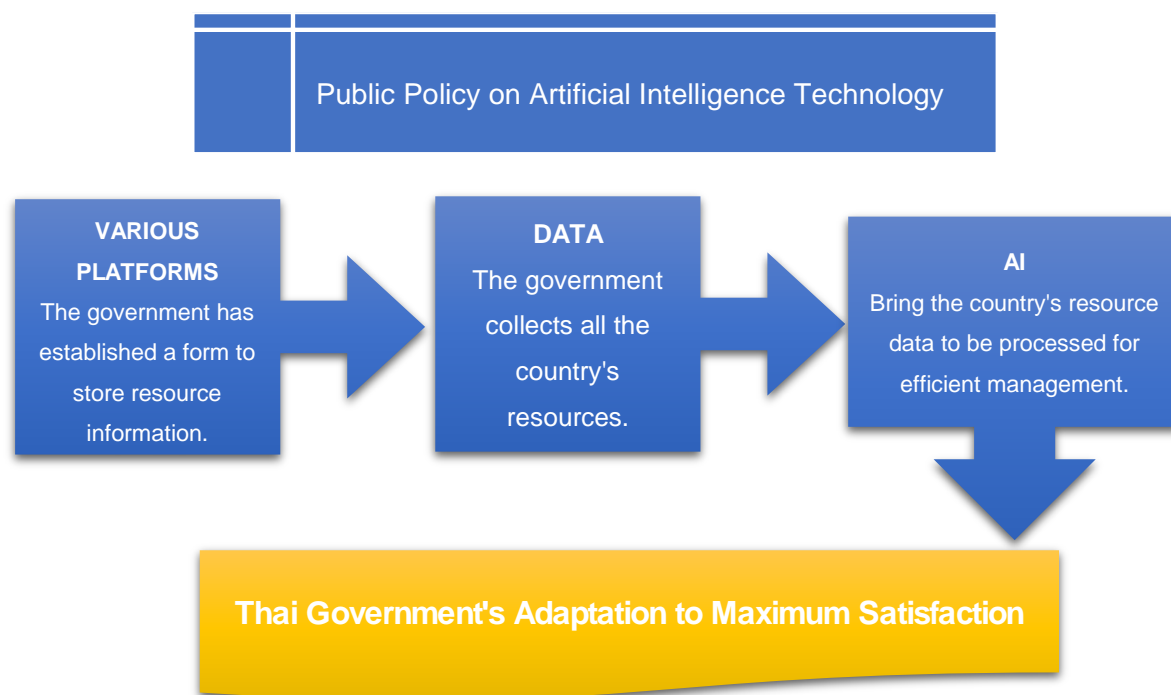 Public Policy on Artificial Intelligence Technology
VARIOUS
PLATFORMS
The government has
established a form to
store resource
information.
DATA
The government
collects all the
country's
resources.
AI
Bring the country's resource
data to be processed for
efficient management.
Thai Government's Adaptation to Maximum Satisfaction